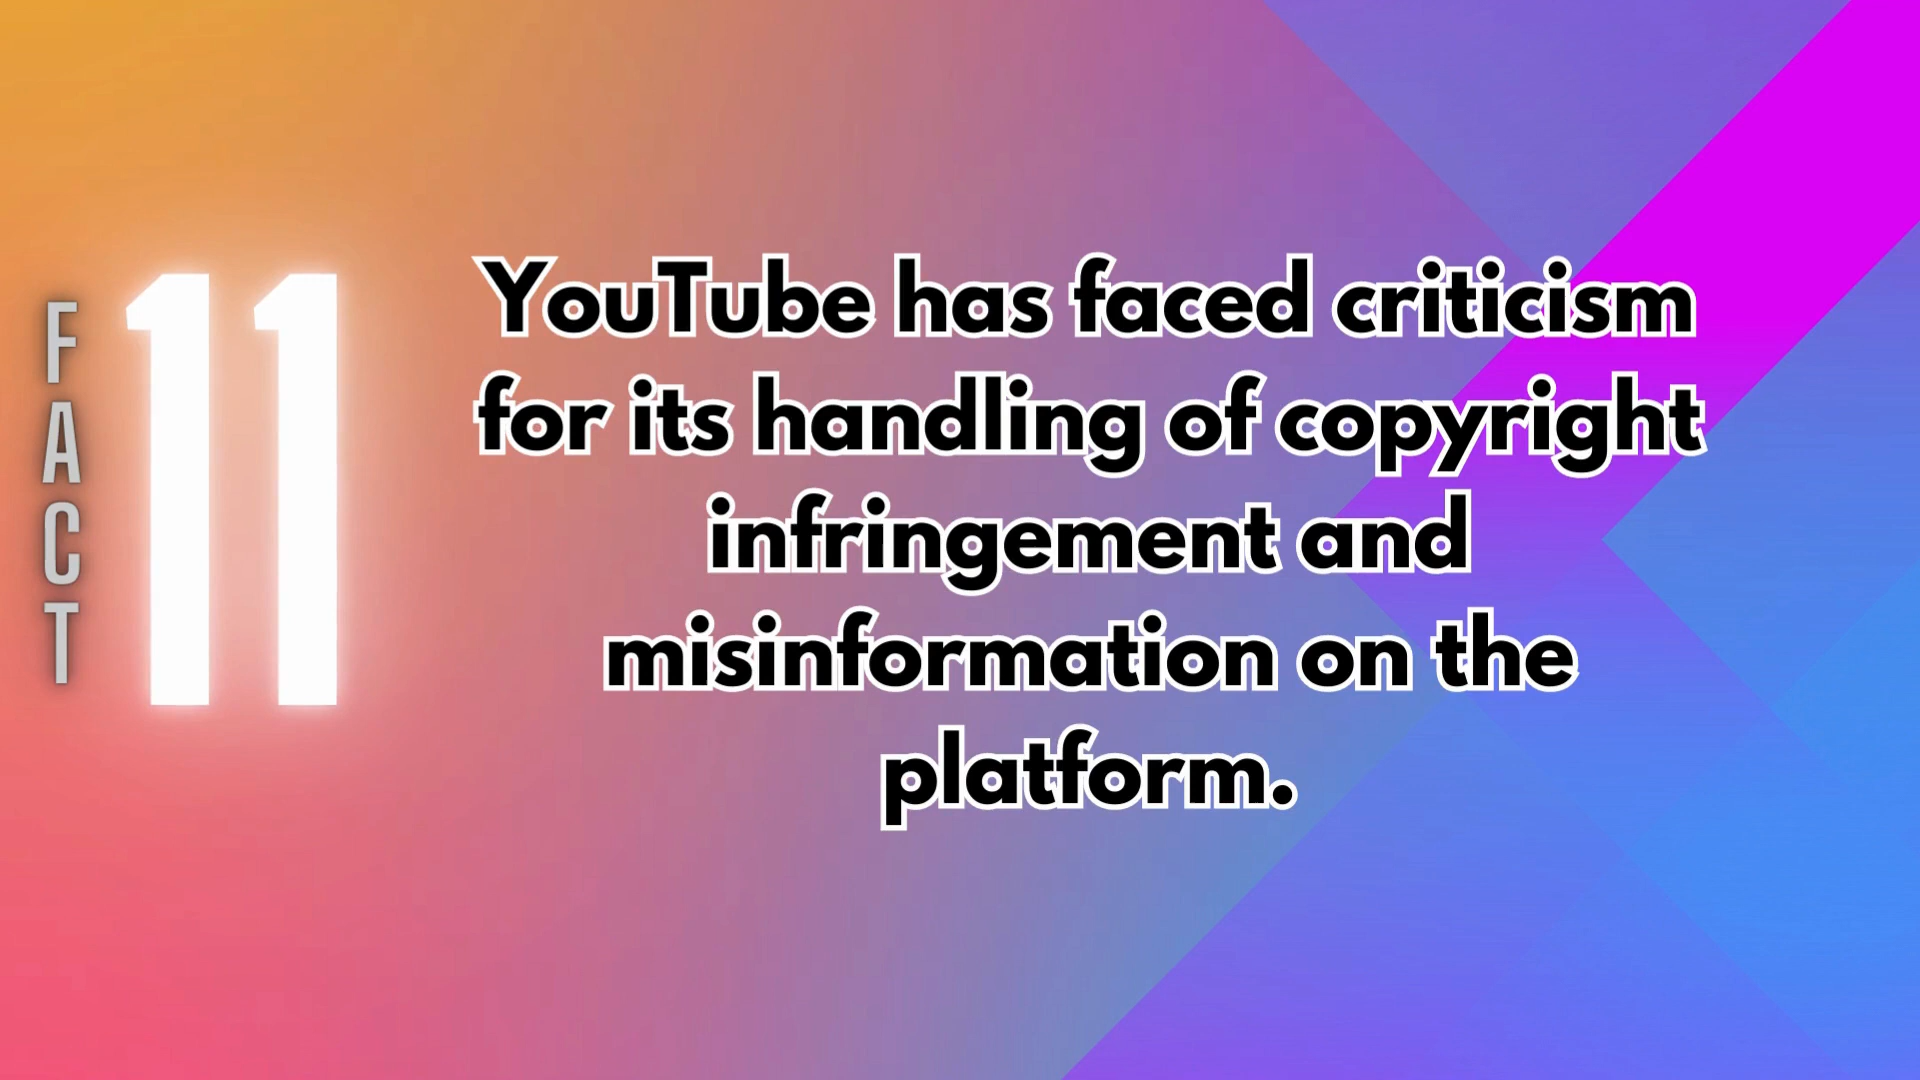 FACT
11
YouTube has faced criticism
for its handling of copyright
infringement and
misinformation on the
platform.